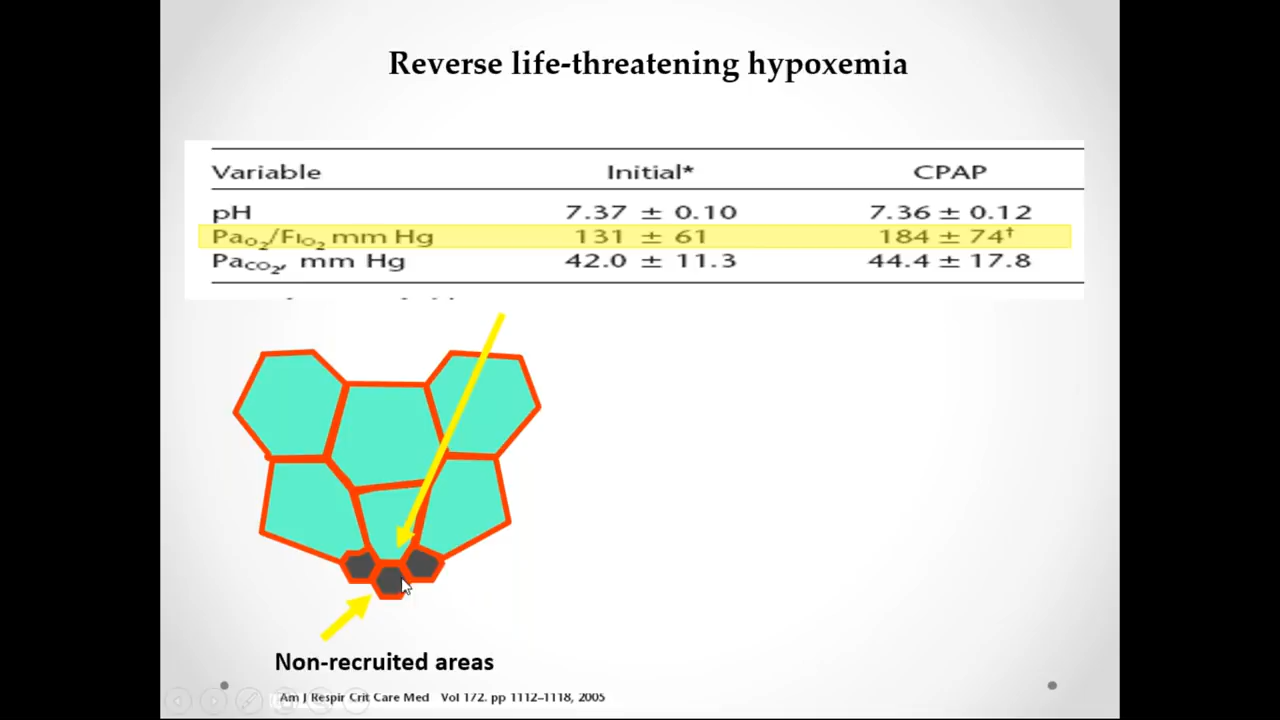 Reverse life-threatening hypoxemia
Variable Initial* CPAP
pH 7.37 ± 0.10 7.36 ± 0.12
PaO2/FIO2 mm Hg 131 ± 61 184 ± 74†
PaCO2, mm Hg 42.0 ± 11.3 44.4 ± 17.8
Non-recruited areas
Am J Respir Crit Care Med Vol 172. pp 1112–1118, 2005